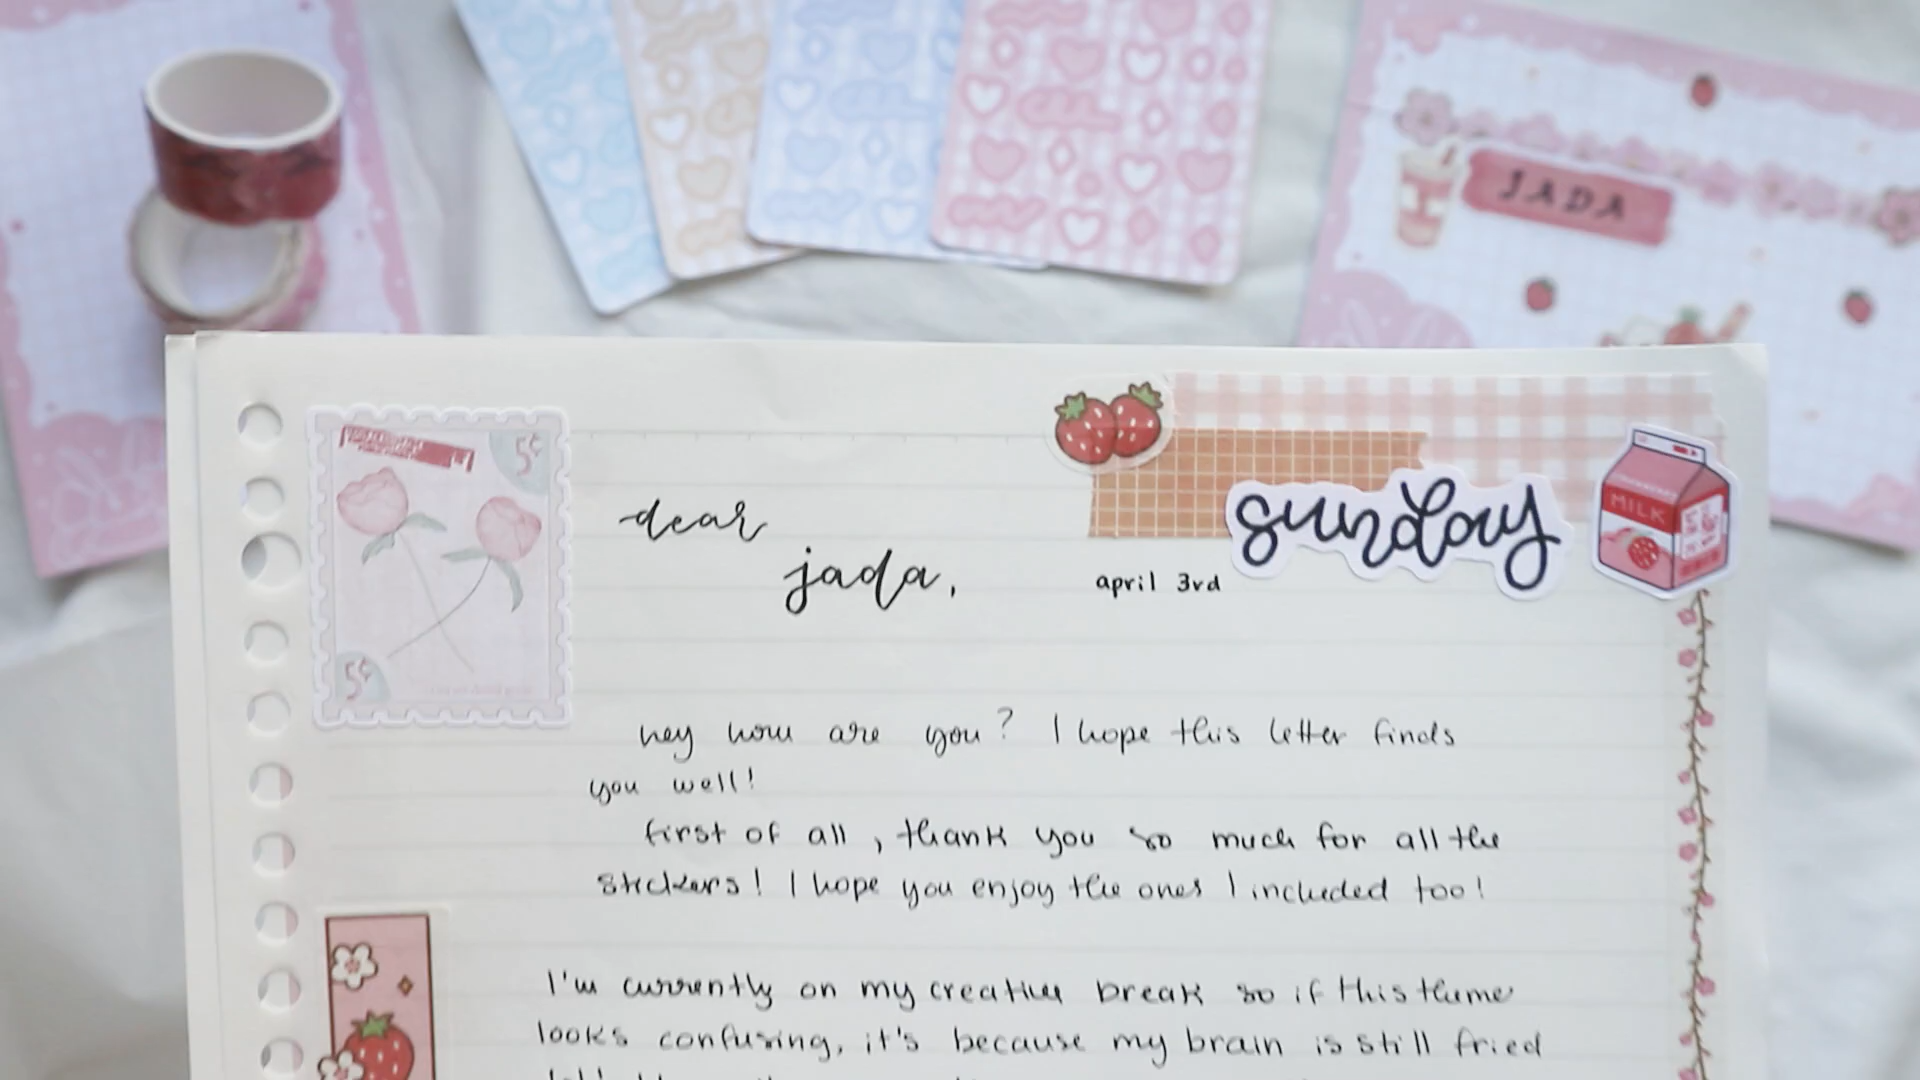 JADA
5¢
sunday
MILK
dear
jada,
april 3rd
5¢
hey how are you? I hope this letter finds
you well!
first of all, thank you so much for all the
stickers! I hope you enjoy the ones I included too!
I'm currently on my creative break so if this theme
looks confusing, it's because my brain is still fried